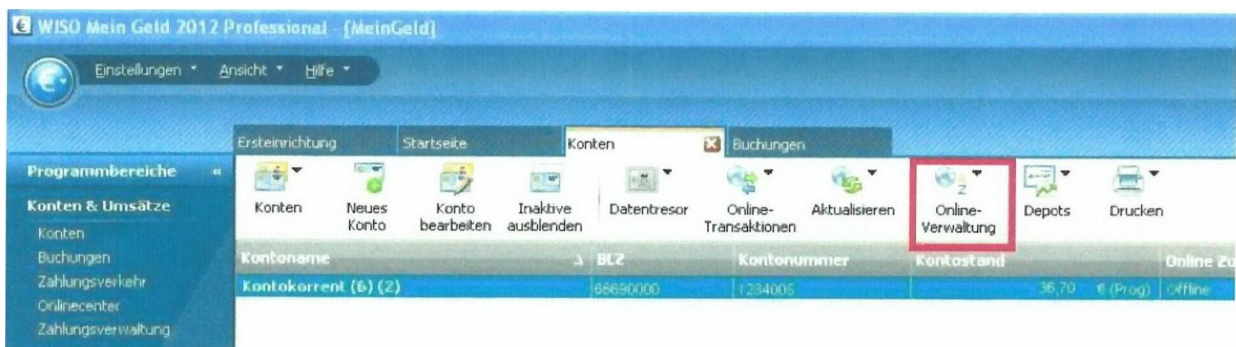 WISO Mein Geld 2012 Professional - [MeinGeld]
Einstellungen Ansicht Hilfe
Ersteinrichtung Startseite Konten Buchungen
Programmbereiche «
Konten & Umsätze
Konten
Buchungen
Zahlungsverkehr
Onlinecenter
Zahlungsverwaltung
Konten
Neues Konto
Konto bearbeiten
Inaktive ausblenden
Datentresor
Online-Transaktionen
Aktualisieren
A
Z
Online-Verwaltung
Depots
Drucken
Kontoname BLZ Kontonummer Kontostand Online Zu
Kontokorrent (6) (2) 66690000 1234005 36,70 € (Prog) Offline